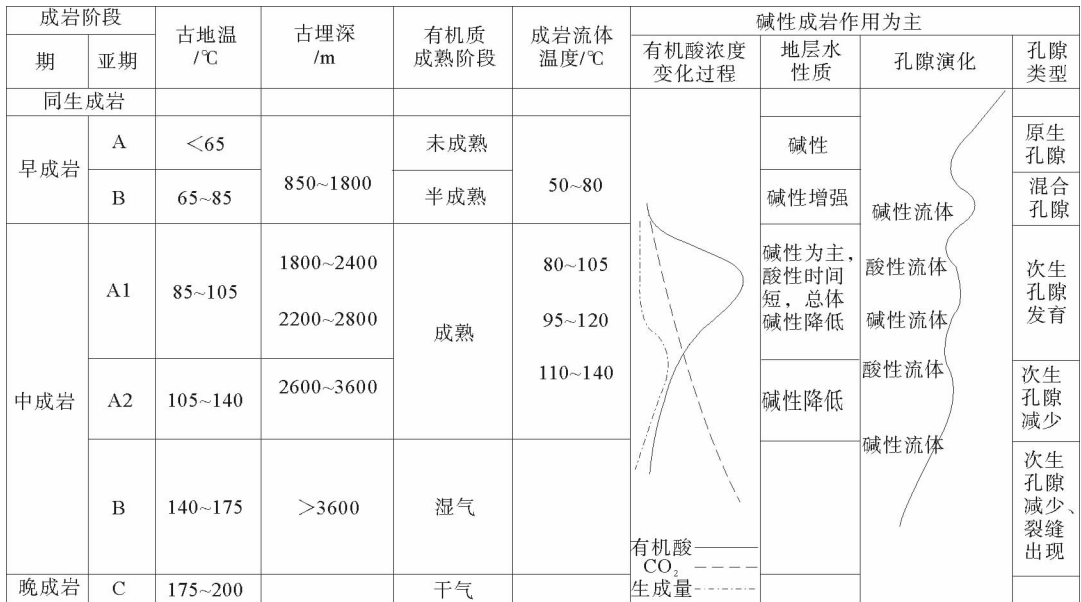 成岩阶段
古地温
/℃
古埋深
/m
有机质
成熟阶段
成岩流体
温度/℃
碱性成岩作用为主
期
亚期
有机酸浓度
变化过程
地层水
性质
孔隙演化
孔隙
类型
同生成岩
早成岩
A
<65
未成熟
碱性
原生
孔隙
850~1800
50~80
B
65~85
半成熟
碱性增强
混合
孔隙
碱性流体
中成岩
A1
85~105
1800~2400
2200~2800
成熟
80~105
95~120
碱性为主，
酸性时间
短，总体
碱性降低
酸性流体
碱性流体
次生
孔隙
发育
A2
105~140
2600~3600
110~140
碱性降低
酸性流体
次生
孔隙
减少
碱性流体
B
140~175
>3600
湿气
次生
孔隙
减少、
裂缝
出现
有机酸
CO₂
生成量
晚成岩
C
175~200
干气